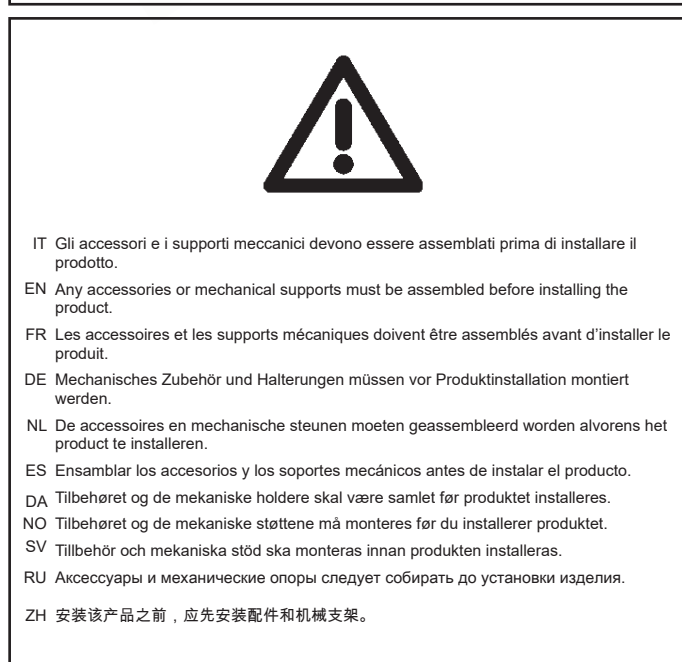 IT Gli accessori e i supporti meccanici devono essere assemblati prima di installare il
prodotto.
EN Any accessories or mechanical supports must be assembled before installing the
product.
FR Les accessoires et les supports mécaniques doivent être assemblés avant d’installer le
produit.
DE Mechanisches Zubehör und Halterungen müssen vor Produktinstallation montiert
werden.
NL De accessoires en mechanische steunen moeten geassembleerd worden alvorens het
product te installeren.
ES Ensamblar los accesorios y los soportes mecánicos antes de instalar el producto.
DA Tilbehøret og de mekaniske holdere skal være samlet før produktet installeres.
NO Tilbehøret og de mekaniske støttene må monteres før du installerer produktet.
SV Tillbehör och mekaniska stöd ska monteras innan produkten installeras.
RU Аксессуары и механические опоры следует собирать до установки изделия.
ZH 安装该产品之前，应先安装配件和机械支架。